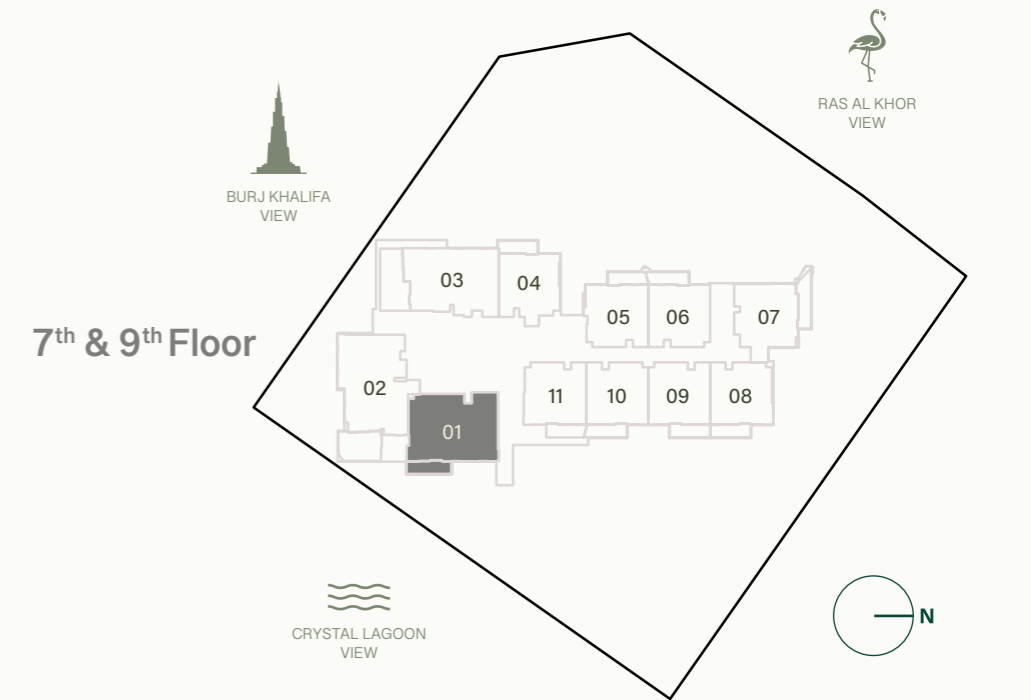 RAS AL KHOR
VIEW
BURJ KHALIFA
VIEW
7th & 9th Floor
03
04
05
06
07
02
01
11
10
09
08
CRYSTAL LAGOON
VIEW
N